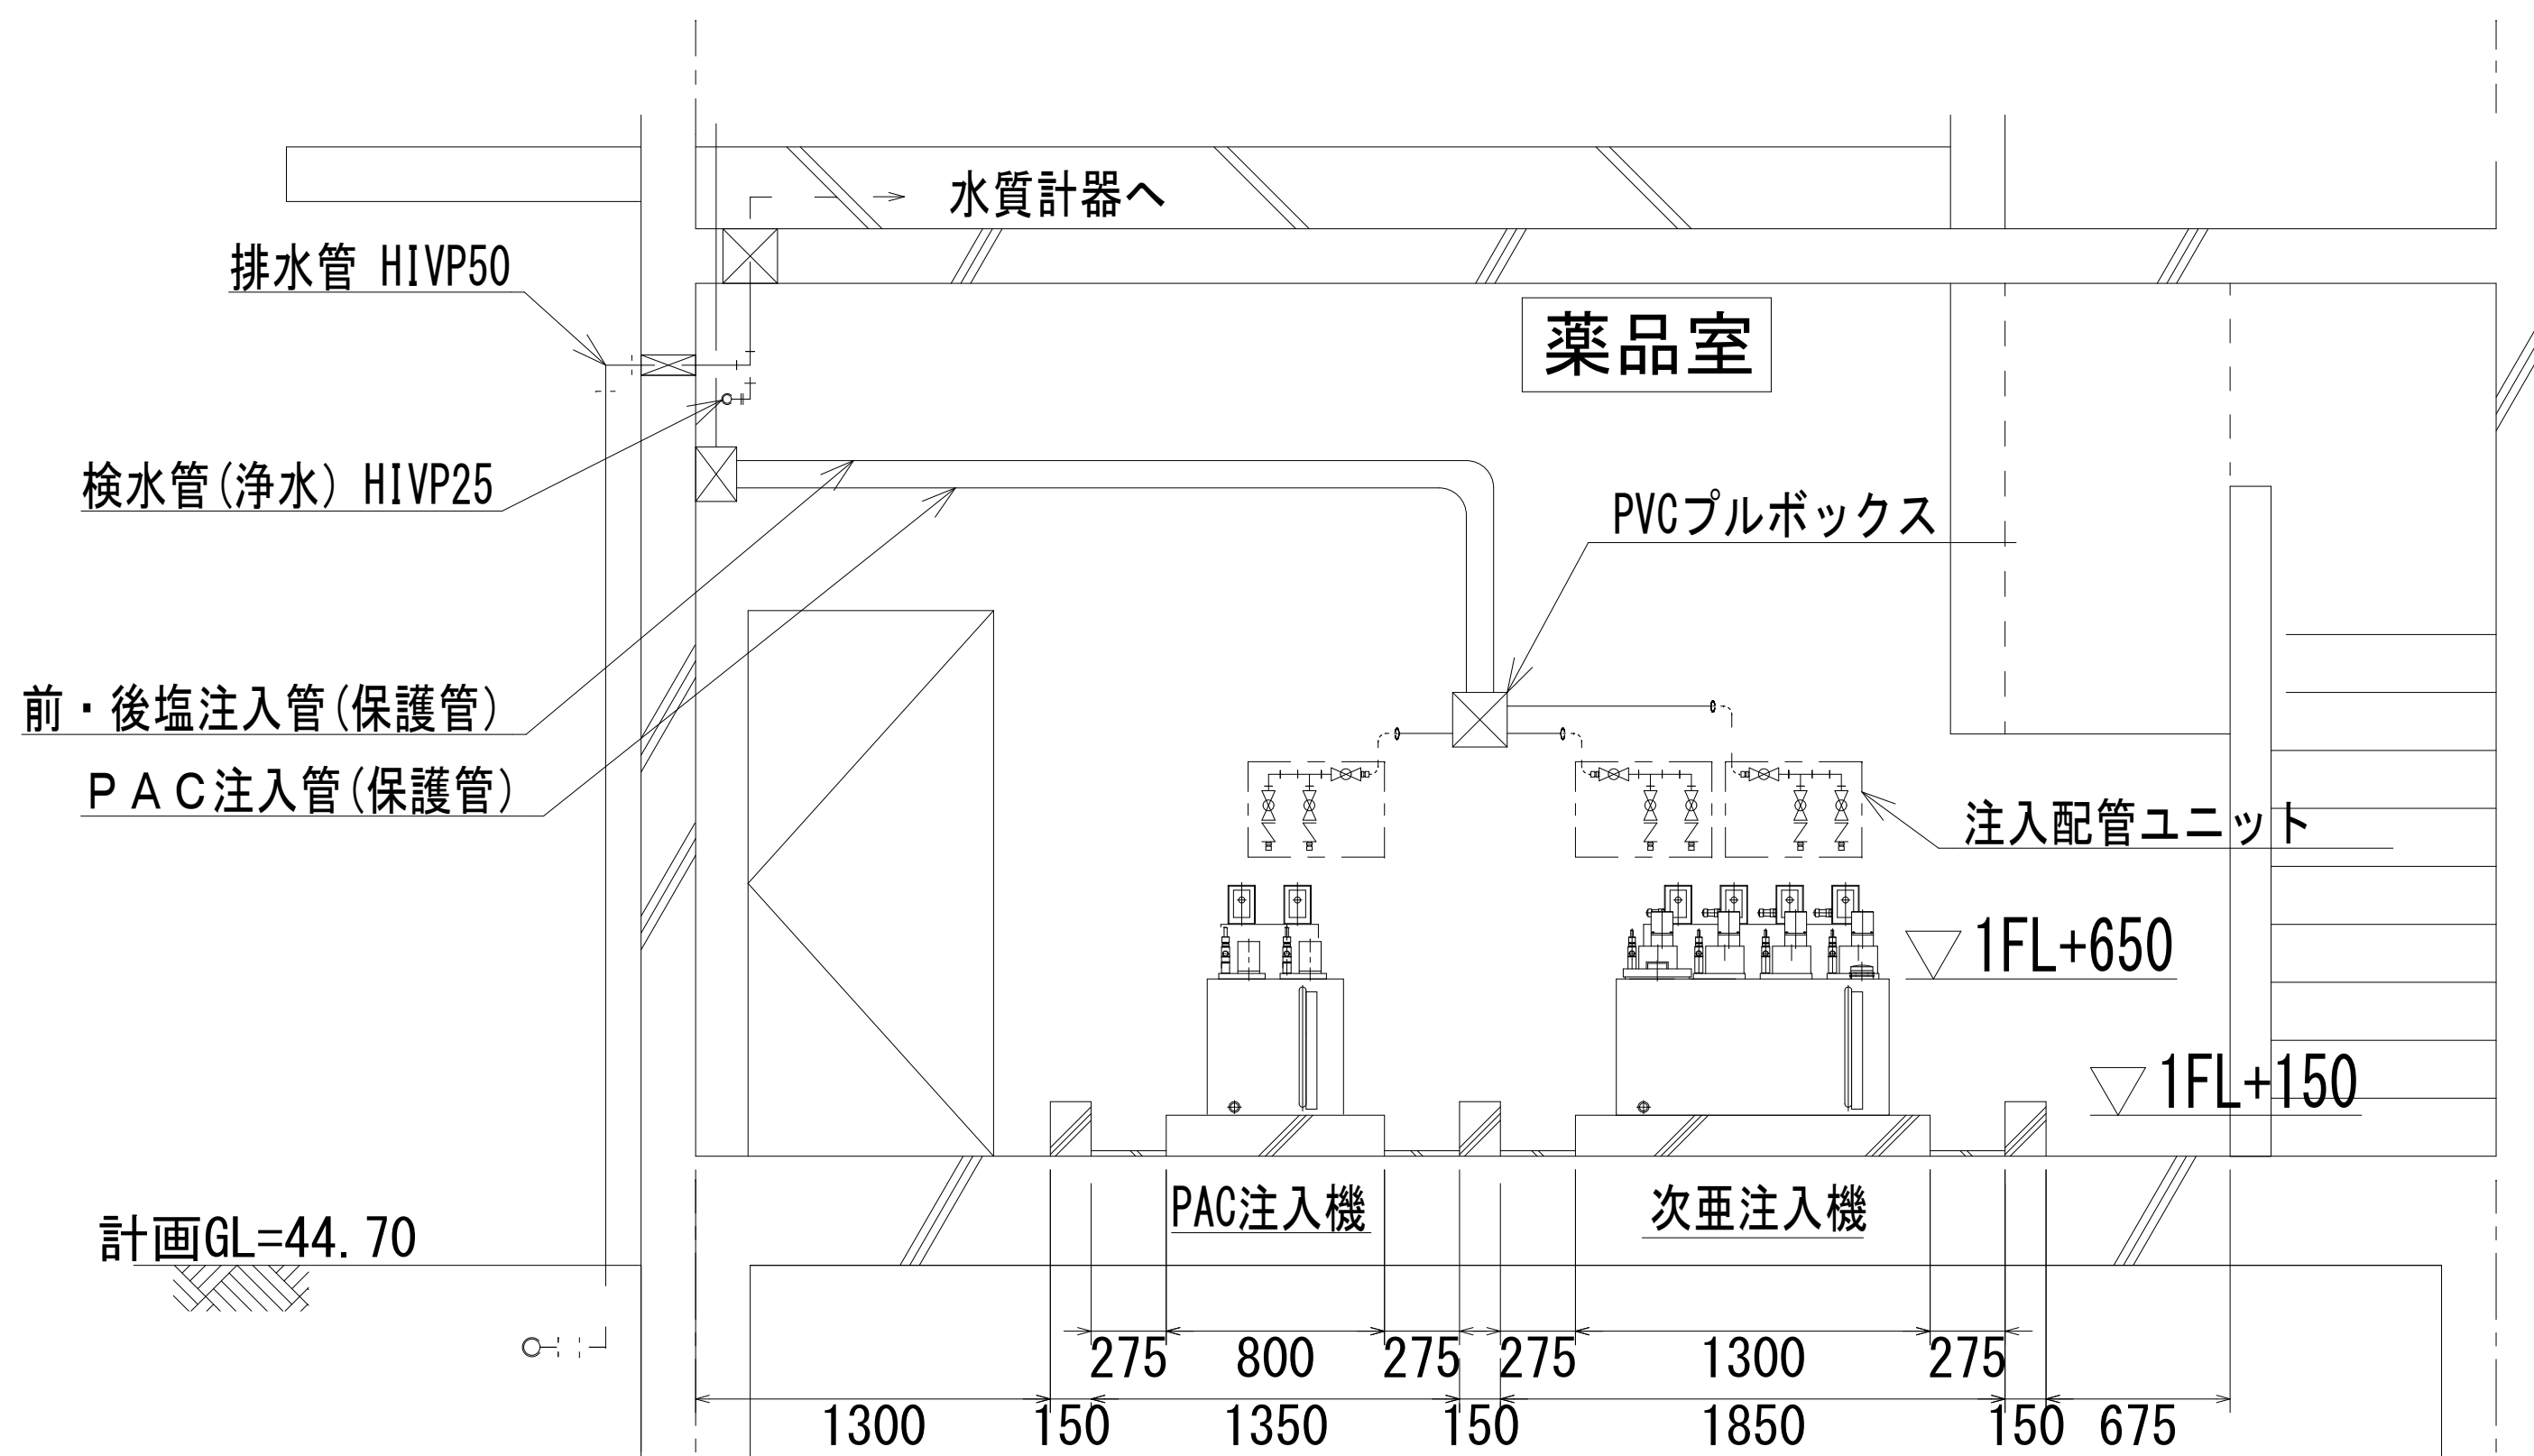 水質計器へ
排水管 HIVP50
薬品室
検水管(浄水) HIVP25
PVCプルボックス
前・後塩注入管(保護管)
ＰＡＣ注入管(保護管)
注入配管ユニット
1FL+650
1FL+150
PAC注入機
次亜注入機
計画GL=44.70
275 800 275 275 1300 275
1300 150 1350 150 1850 150 675